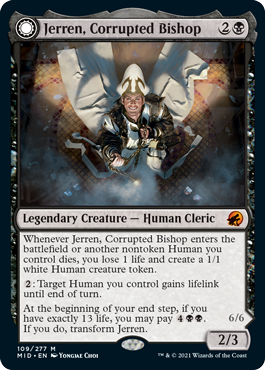 Jerren, Corrupted Bishop 2
Legendary Creature — Human Cleric
Whenever Jerren, Corrupted Bishop enters the
battlefield or another nontoken Human you
control dies, you lose 1 life and create a 1/1
white Human creature token.
2: Target Human you control gains lifelink
until end of turn.
At the beginning of your end step, if you
have exactly 13 life, you may pay 4.
If you do, transform Jerren.
6/6
2/3
109/277 M
MID • EN Yongjae Choi
™ & © 2021 Wizards of the Coast